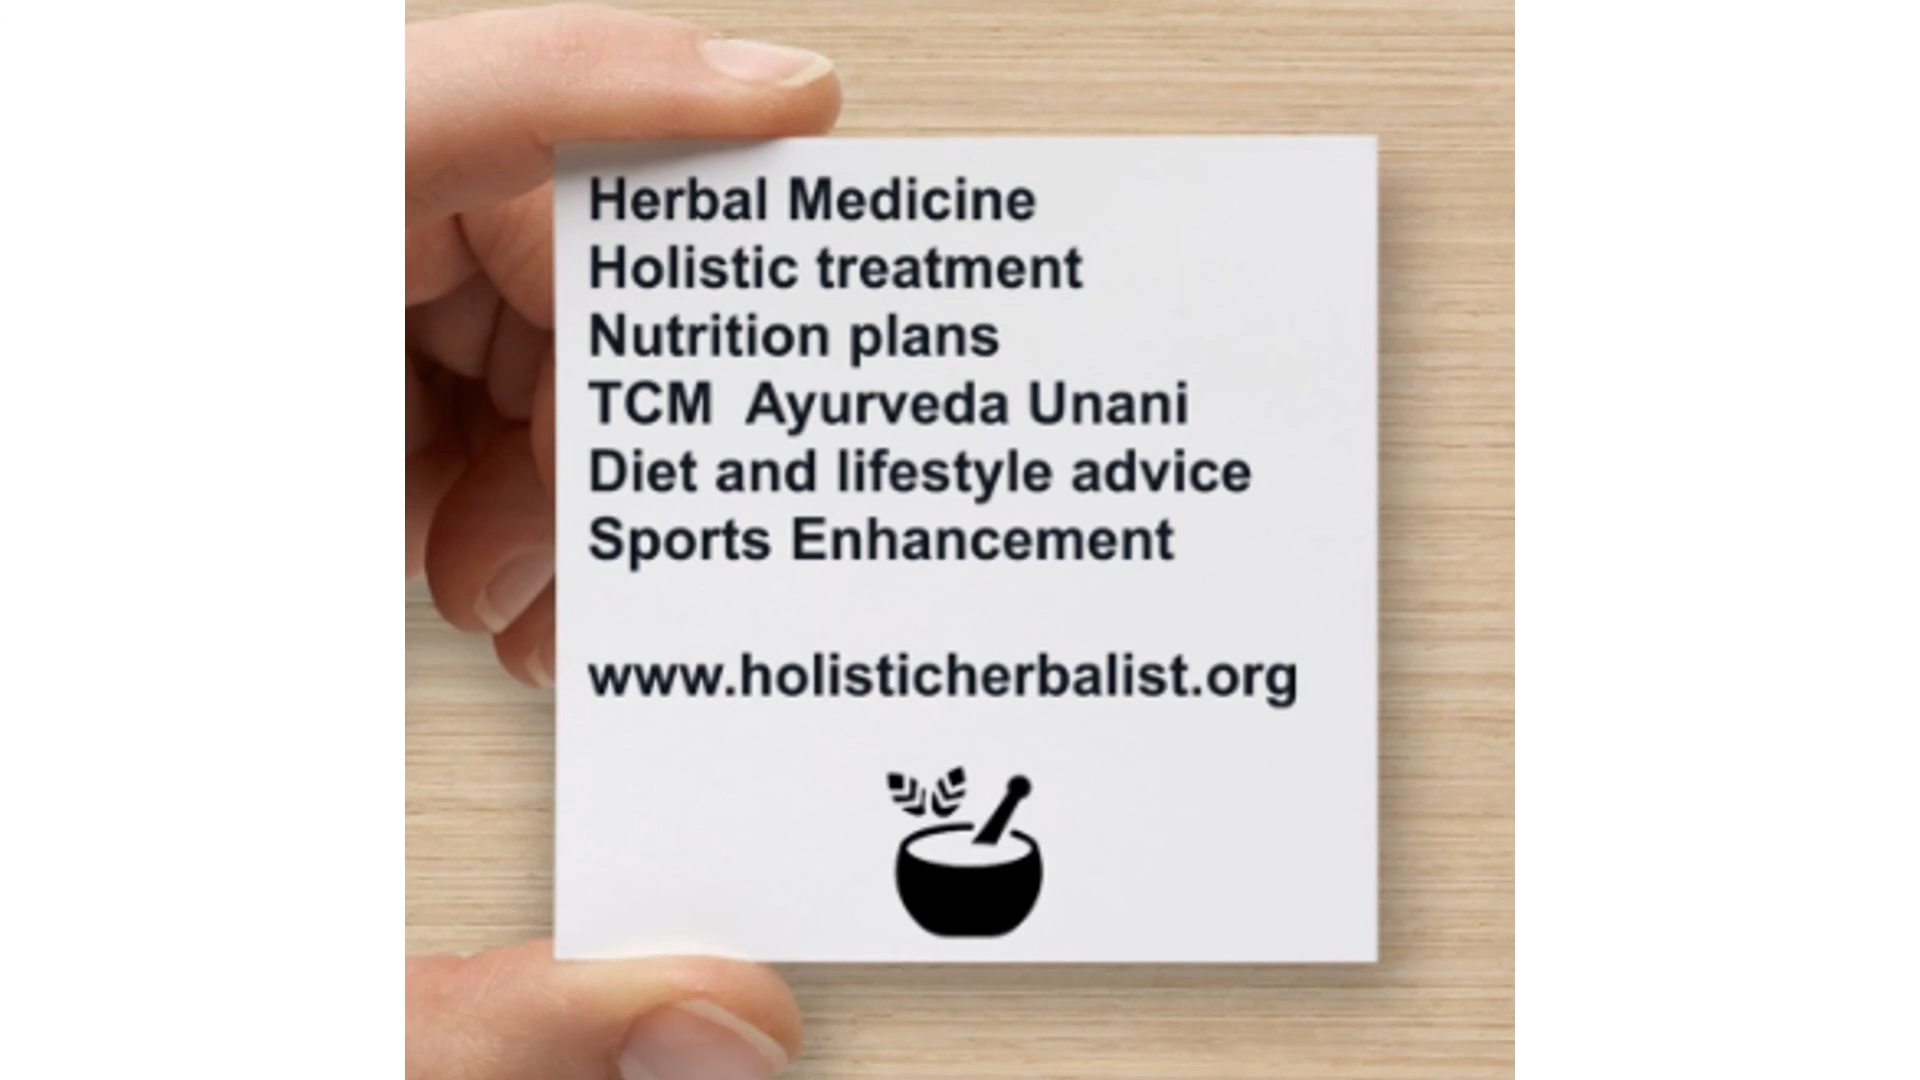 Herbal Medicine
Holistic treatment
Nutrition plans
TCM  Ayurveda Unani
Diet and lifestyle advice
Sports Enhancement
www.holisticherbalist.org